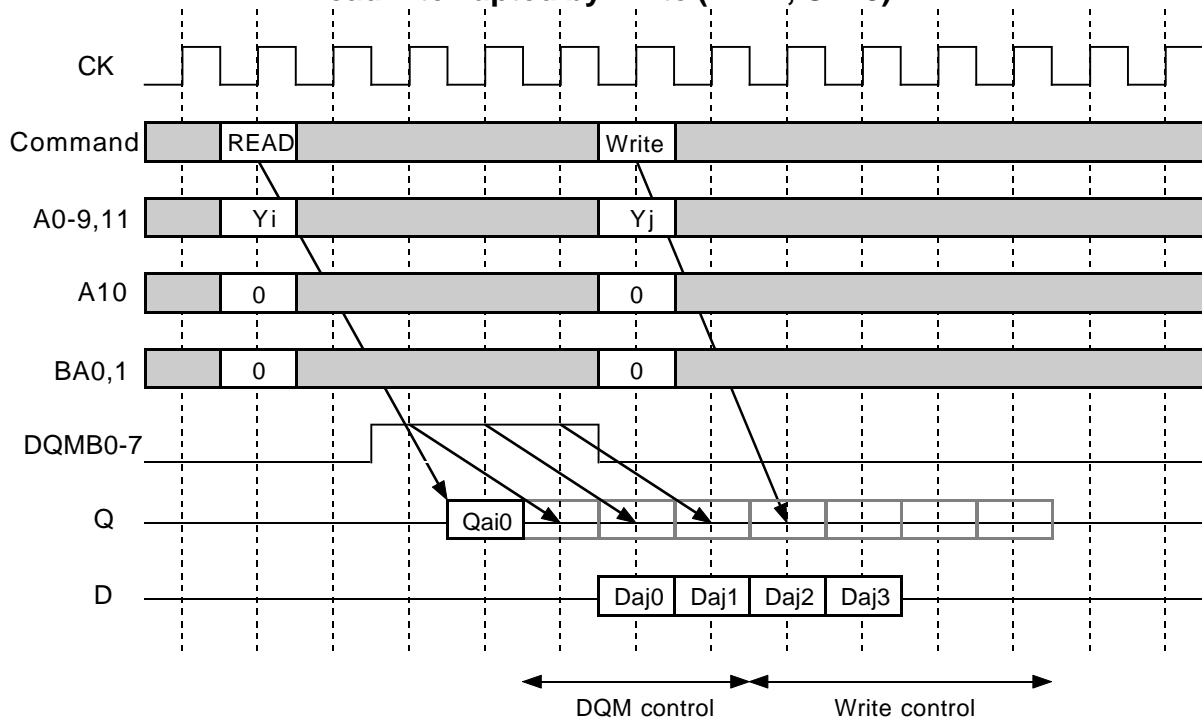 CK
Command READ Write
A0-9,11 Yi Yj
A10 0 0
BA0,1 0 0
DQMB0-7
Q Qai0
D Daj0 Daj1 Daj2 Daj3
DQM control Write control